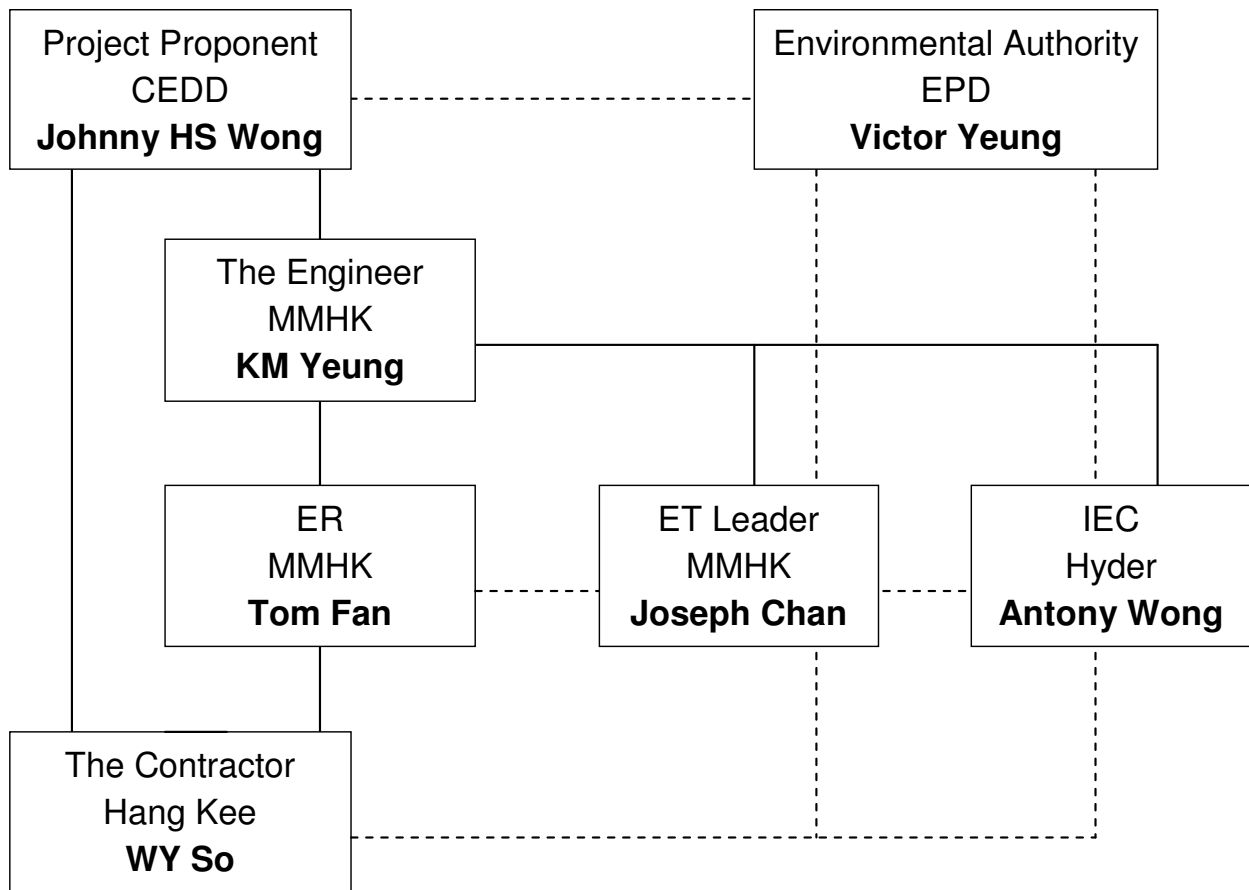 Project Proponent
CEDD
Johnny HS Wong
Environmental Authority
EPD
Victor Yeung
The Engineer
MMHK
KM Yeung
ER
MMHK
Tom Fan
ET Leader
MMHK
Joseph Chan
IEC
Hyder
Antony Wong
The Contractor
Hang Kee
WY So